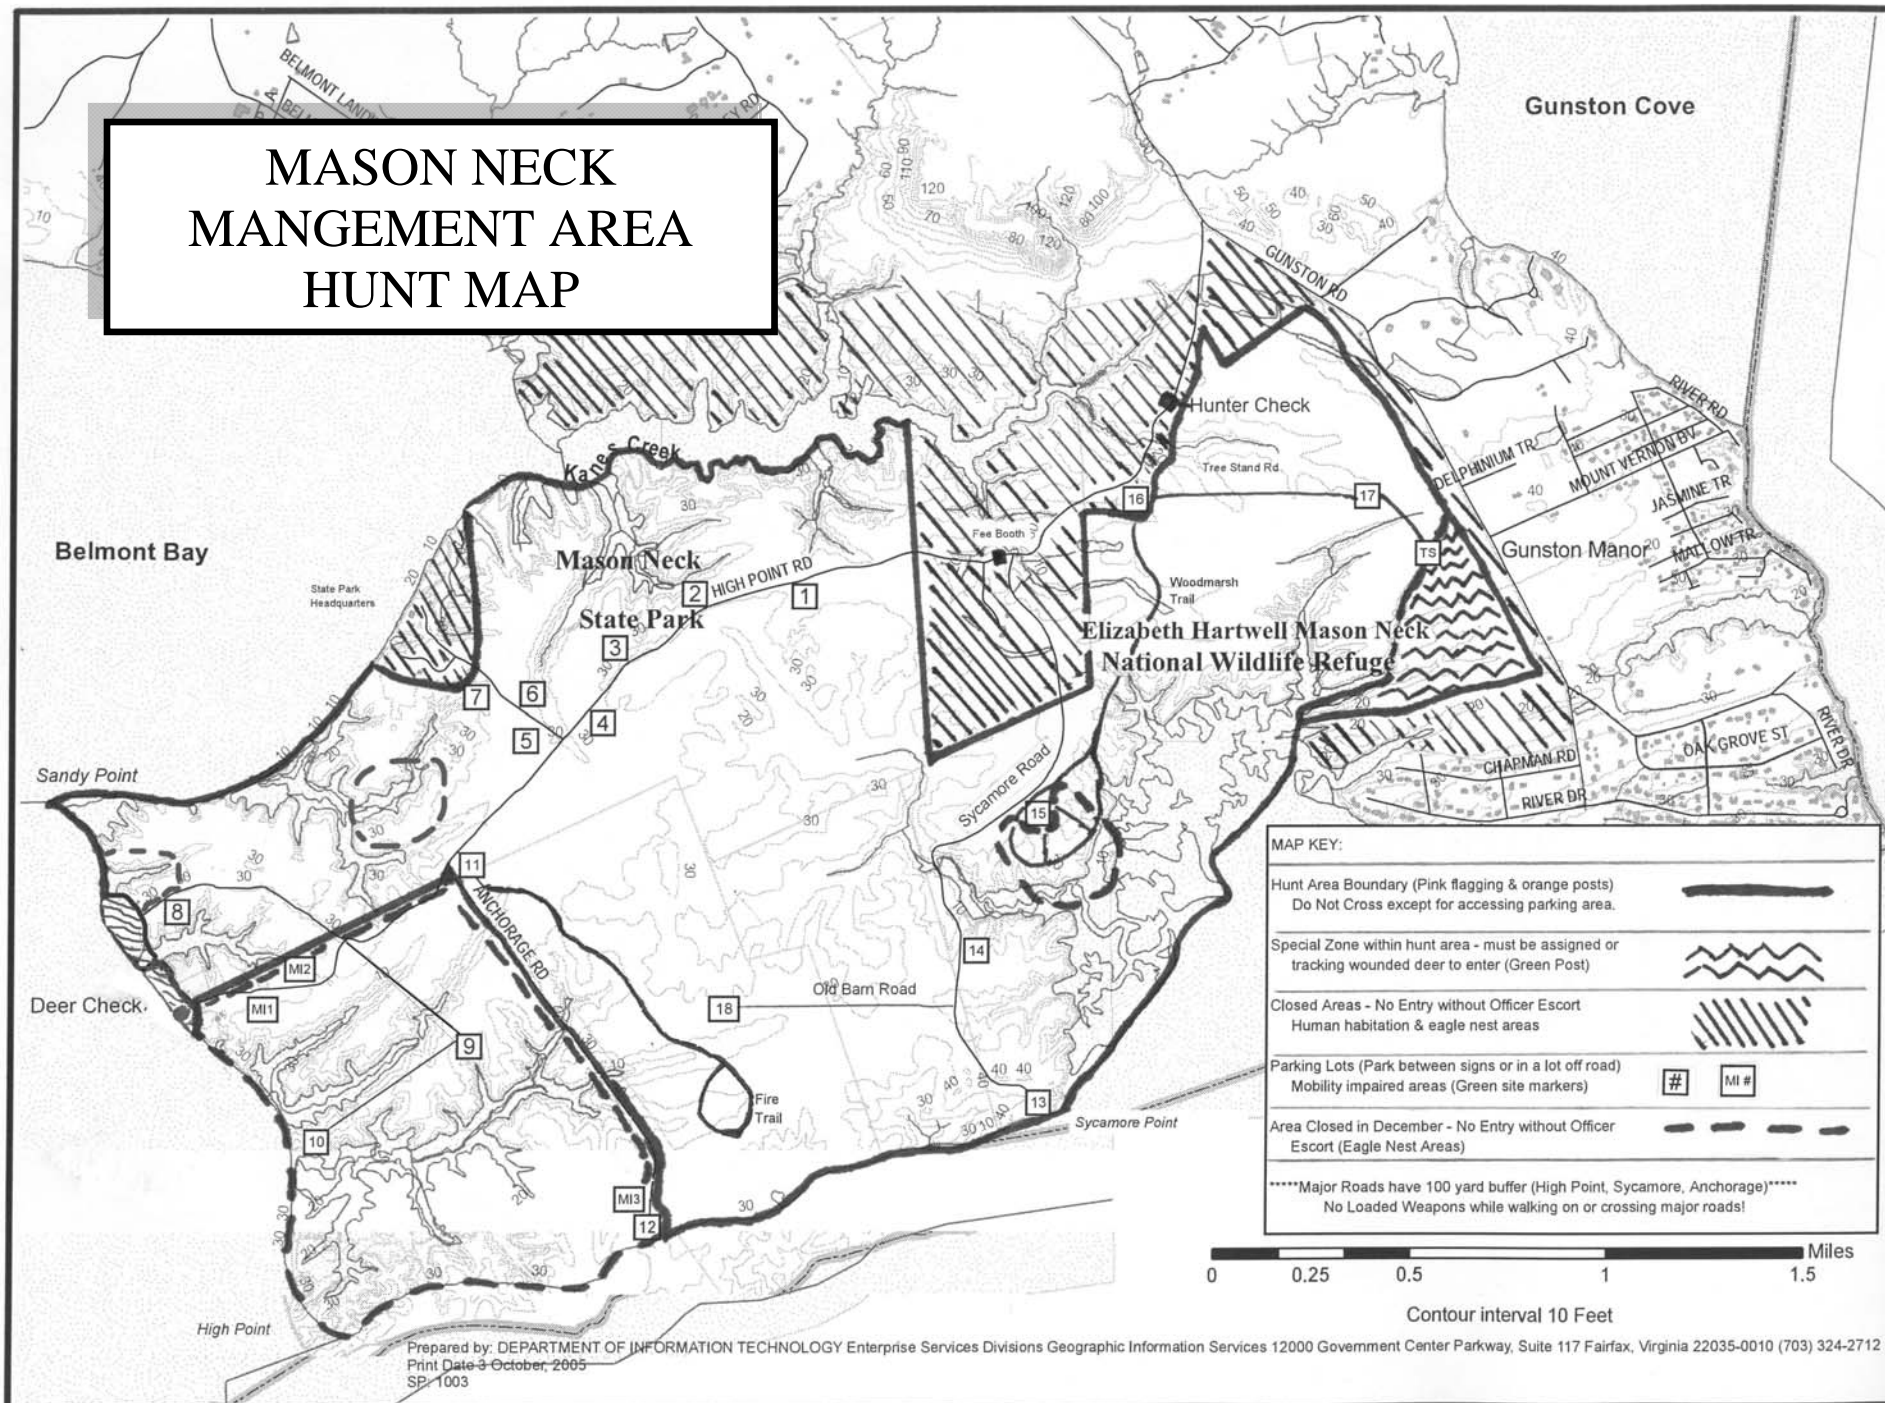 MASON NECK
MANGEMENT AREA
HUNT MAP
BELMONT LANDI
BEL
EY RD
Gunston Cove
GUNSTON RD
Hunter Check
Tree Stand Rd
RIVER RD
DELPHINIUM TR
MOUNT VERNON BV
JASMINE TR
MALLOW TR
Gunston Manor
Kanes Creek
Belmont Bay
State Park
Headquarters
Mason Neck
State Park
HIGH POINT RD
Fee Booth
Woodmarsh
Trail
Elizabeth Hartwell Mason Neck
National Wildlife Refuge
16
17
TS
1
2
3
4
5
6
7
Sandy Point
Sycamore Road
15
OAK GROVE ST
CHAPMAN RD
RIVER DR
RIVER DR
8
11
ANCHORAGE RD
14
MI2
MI1
Deer Check
9
18
Old Barn Road
10
Fire
Trail
13
Sycamore Point
MI3
12
High Point
MAP KEY:
Hunt Area Boundary (Pink flagging & orange posts)
Do Not Cross except for accessing parking area.
Special Zone within hunt area - must be assigned or
tracking wounded deer to enter (Green Post)
Closed Areas - No Entry without Officer Escort
Human habitation & eagle nest areas
Parking Lots (Park between signs or in a lot off road)
Mobility impaired areas (Green site markers)
# MI #
Area Closed in December - No Entry without Officer
Escort (Eagle Nest Areas)
*****Major Roads have 100 yard buffer (High Point, Sycamore, Anchorage)*****
No Loaded Weapons while walking on or crossing major roads!
Miles
0 0.25 0.5 1 1.5
Contour interval 10 Feet
Prepared by: DEPARTMENT OF INFORMATION TECHNOLOGY Enterprise Services Divisions Geographic Information Services 12000 Government Center Parkway, Suite 117 Fairfax, Virginia 22035-0010 (703) 324-2712
Print Date 3 October, 2005
SP: 1003